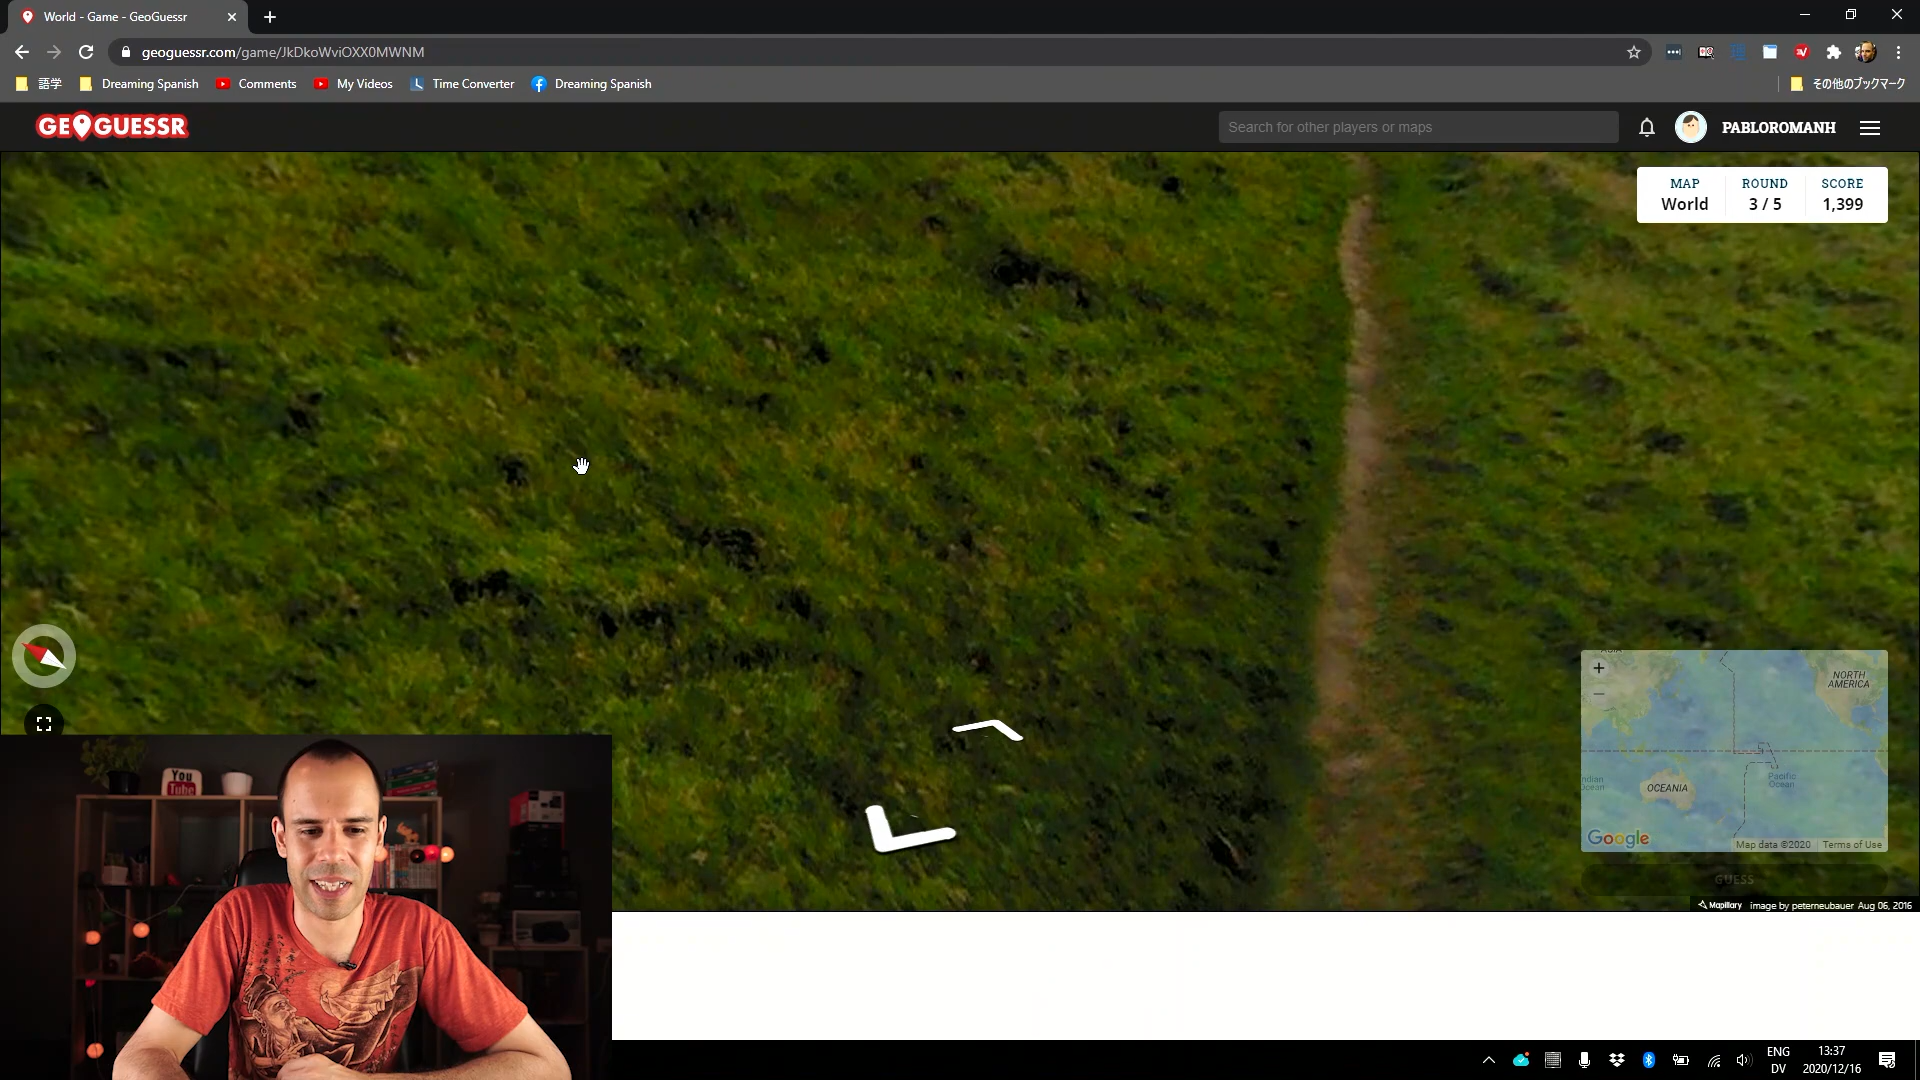 World - Game - GeoGuessr
geoguessr.com/game/JkDkoWviOXX0MWNM
語学
Dreaming Spanish
Comments
My Videos
Time Converter
Dreaming Spanish
その他のブックマーク
GEOGUESSR
Search for other players or maps
PABLOROMANH
MAP
World
ROUND
3 / 5
SCORE
1,399
NORTH
AMERICA
OCEANIA
Pacific
Ocean
Google
Map data ©2020
Terms of Use
GUESS
Mapillary image by peterneubauer Aug 06, 2016
You
Tube
ENG
DV
13:37
2020/12/16